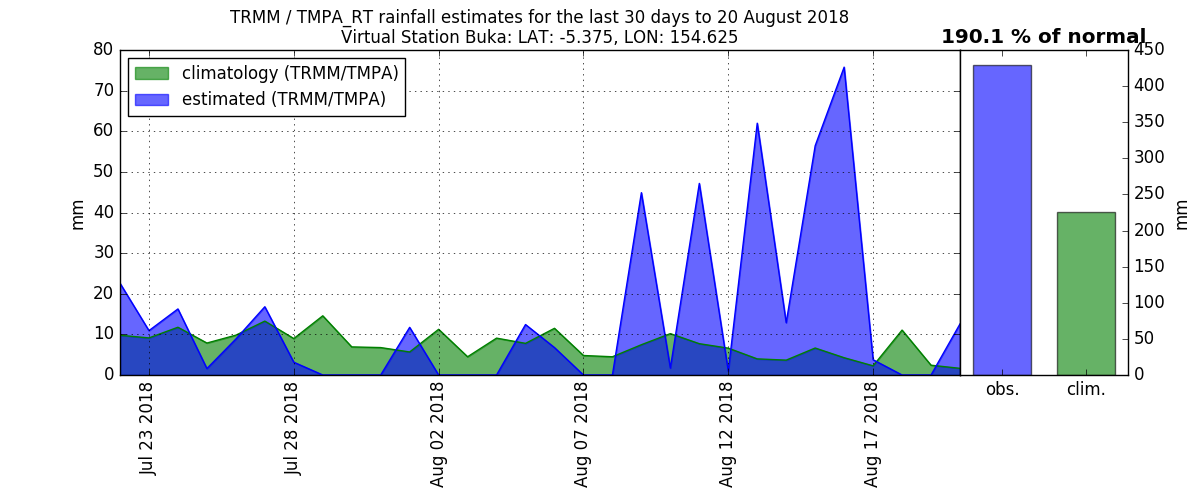 TRMM / TMPA_RT rainfall estimates for the last 30 days to 20 August 2018
Virtual Station Buka: LAT: -5.375, LON: 154.625
190.1 % of normal
climatology (TRMM/TMPA)
estimated (TRMM/TMPA)
80
70
60
50
40
30
20
10
0
mm
Jul 23 2018
Jul 28 2018
Aug 02 2018
Aug 07 2018
Aug 12 2018
Aug 17 2018
obs.
clim.
450
400
350
300
250
200
150
100
50
0
mm